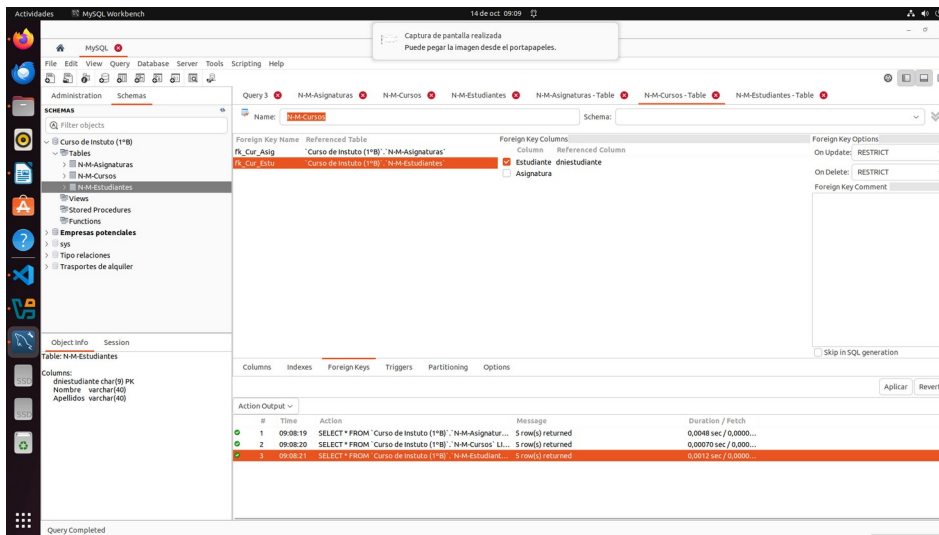 Actividades MySQL Workbench 14 de oct 09:09
Captura de pantalla realizada
Puede pegar la imagen desde el portapapeles.
MySQL
File Edit View Query Database Server Tools Scripting Help
Administration Schemas
SCHEMAS
Filter objects
Curso de Instuto (1ºB)
Tables
N-M-Asignaturas
N-M-Cursos
N-M-Estudiantes
Views
Stored Procedures
Functions
Empresas potenciales
sys
Tipo relaciones
Trasportes de alquiler
Object Info Session
Table: N-M-Estudiantes
Columns:
dniestudiante char(9) PK
Nombre varchar(40)
Apellidos varchar(40)
Query 3 N-M-Asignaturas N-M-Cursos N-M-Estudiantes N-M-Asignaturas - Table N-M-Cursos - Table N-M-Estudiantes - Table
Name: N-M-Cursos Schema:
Foreign Key Name Referenced Table
fk_Cur_Asig `Curso de Instuto (1ºB)`.`N-M-Asignaturas`
fk_Cur_Estu `Curso de Instuto (1ºB)`.`N-M-Estudiantes`
Foreign Key Columns
Column Referenced Column
Estudiante dniestudiante
Asignatura
Foreign Key Options
On Update: RESTRICT
On Delete: RESTRICT
Foreign Key Comment
Skip in SQL generation
Columns Indexes Foreign Keys Triggers Partitioning Options
Aplicar Revert
Action Output
# Time Action Message Duration / Fetch
1 09:08:19 SELECT * FROM `Curso de Instuto (1ºB)`.`N-M-Asignatur... 5 row(s) returned 0,0048 sec / 0,0000...
2 09:08:20 SELECT * FROM `Curso de Instuto (1ºB)`.`N-M-Cursos` LI... 5 row(s) returned 0,00070 sec / 0,000...
3 09:08:21 SELECT * FROM `Curso de Instuto (1ºB)`.`N-M-Estudiant... 5 row(s) returned 0,0012 sec / 0,0000...
SSD
SSD
Query Completed